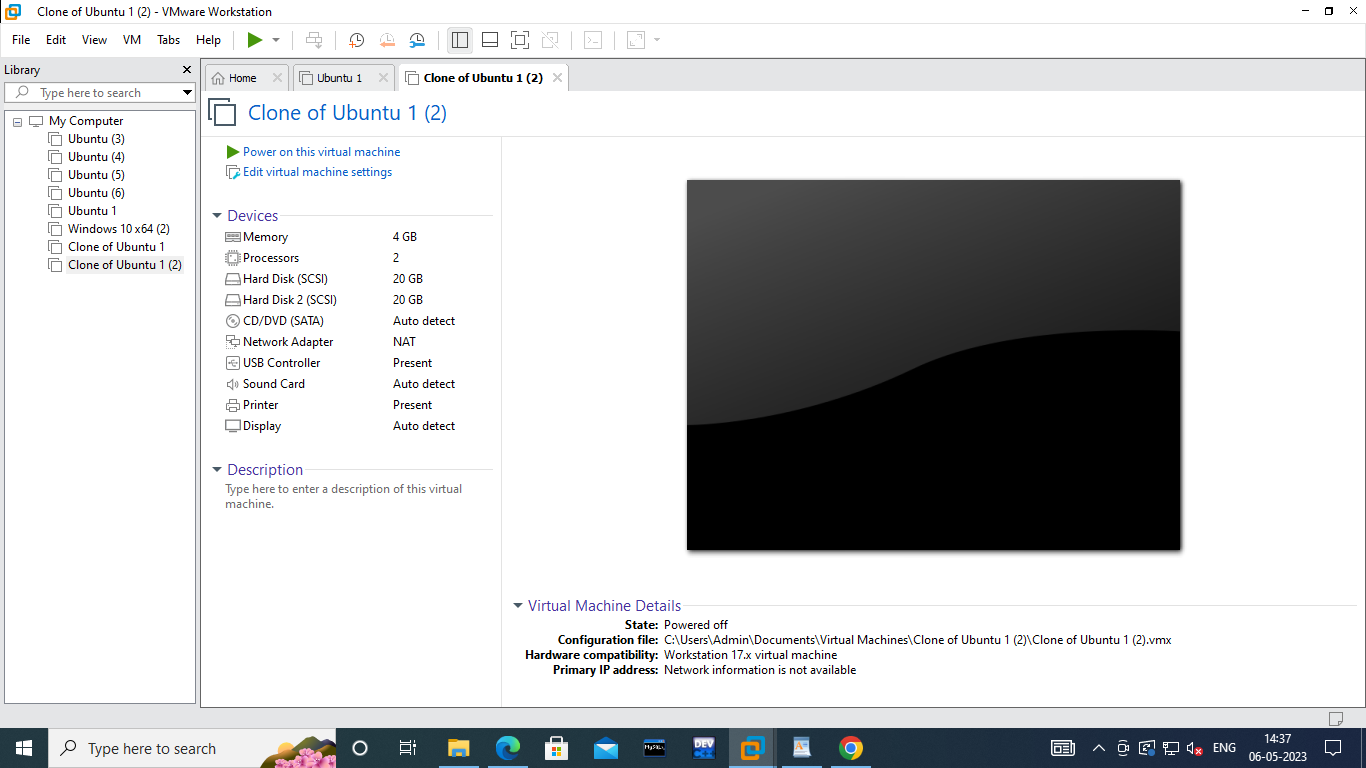 Clone of Ubuntu 1 (2) - VMware Workstation
File Edit View VM Tabs Help
Library
Type here to search
My Computer
Ubuntu (3)
Ubuntu (4)
Ubuntu (5)
Ubuntu (6)
Ubuntu 1
Windows 10 x64 (2)
Clone of Ubuntu 1
Clone of Ubuntu 1 (2)
Home Ubuntu 1 Clone of Ubuntu 1 (2)
Clone of Ubuntu 1 (2)
Power on this virtual machine
Edit virtual machine settings
Devices
Memory 4 GB
Processors 2
Hard Disk (SCSI) 20 GB
Hard Disk 2 (SCSI) 20 GB
CD/DVD (SATA) Auto detect
Network Adapter NAT
USB Controller Present
Sound Card Auto detect
Printer Present
Display Auto detect
Description
Type here to enter a description of this virtual
machine.
Virtual Machine Details
State: Powered off
Configuration file: C:\Users\Admin\Documents\Virtual Machines\Clone of Ubuntu 1 (2)\Clone of Ubuntu 1 (2).vmx
Hardware compatibility: Workstation 17.x virtual machine
Primary IP address: Network information is not available
Type here to search
MySQL
DEV
ENG
14:37
06-05-2023